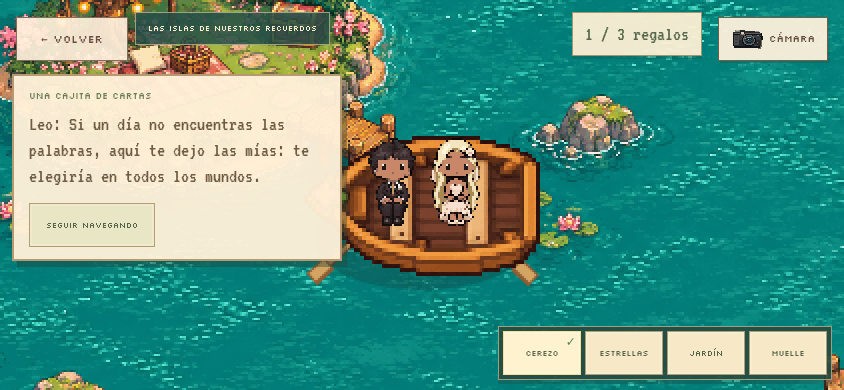 ← VOLVER
LAS ISLAS DE NUESTROS RECUERDOS
1 / 3 regalos
CÁMARA
UNA CAJITA DE CARTAS
Leo: Si un día no encuentras las
palabras, aquí te dejo las mías: te
elegiría en todos los mundos.
SEGUIR NAVEGANDO
CEREZO ✓
ESTRELLAS
JARDÍN
MUELLE